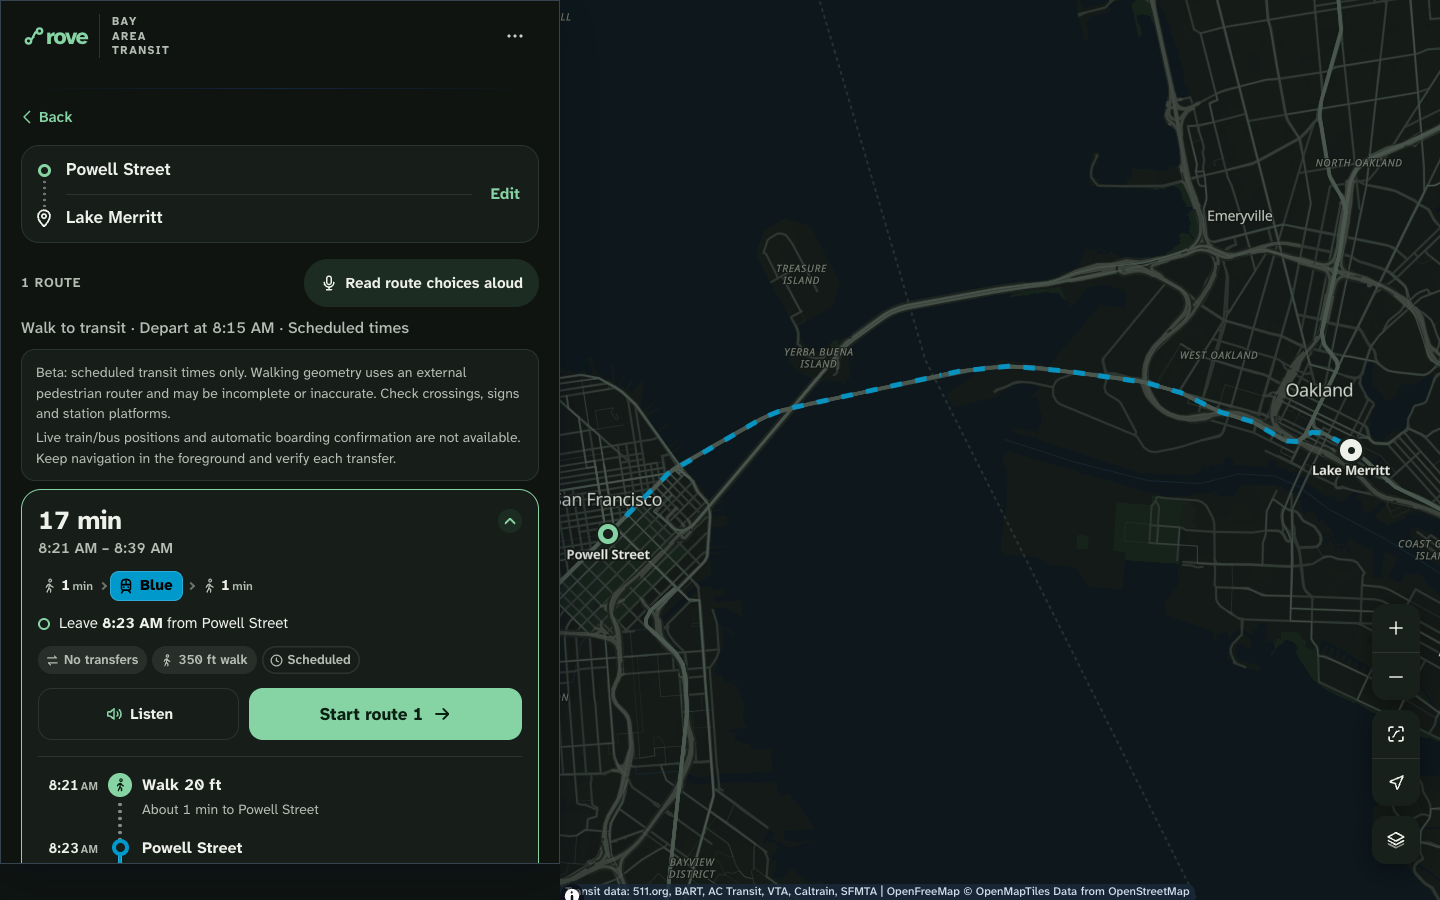 rove
BAY
AREA
TRANSIT
Back
Powell Street
Edit
Lake Merritt
1 ROUTE
Read route choices aloud
Walk to transit · Depart at 8:15 AM · Scheduled times
Beta: scheduled transit times only. Walking geometry uses an external
pedestrian router and may be incomplete or inaccurate. Check crossings, signs
and station platforms.
Live train/bus positions and automatic boarding confirmation are not available.
Keep navigation in the foreground and verify each transfer.
17 min
8:21 AM – 8:39 AM
1 min
Blue
1 min
Leave 8:23 AM from Powell Street
No transfers
350 ft walk
Scheduled
Listen
Start route 1
8:21 AM
Walk 20 ft
About 1 min to Powell Street
8:23 AM
Powell Street
LL
NORTH OAKLAND
Emeryville
TREASURE
ISLAND
YERBA BUENA
ISLAND
WEST OAKLAND
Oakland
Lake Merritt
an Francisco
Powell Street
COAST G
ISLA
N
BAYVIEW
DISTRICT
nsit data: 511.org, BART, AC Transit, VTA, Caltrain, SFMTA | OpenFreeMap © OpenMapTiles Data from OpenStreetMap